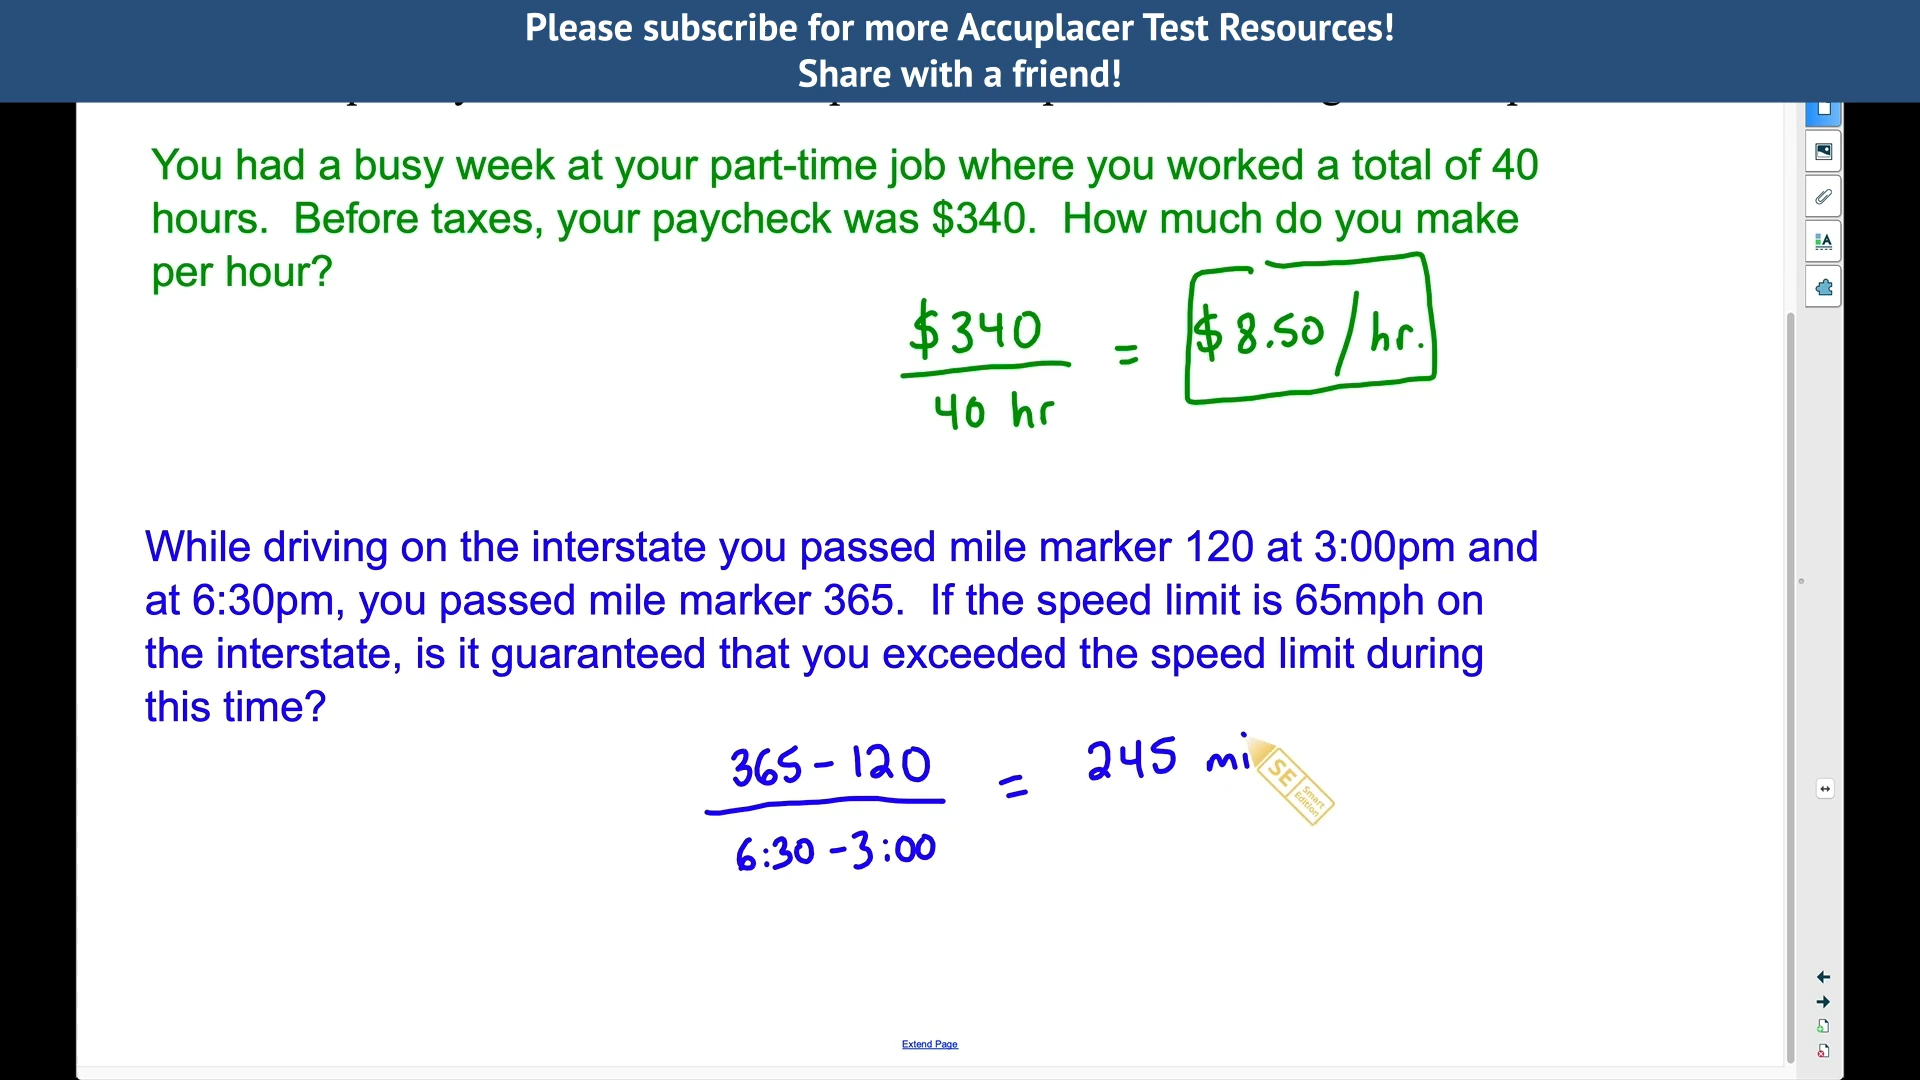 Please subscribe for more Accuplacer Test Resources!
Share with a friend!
You had a busy week at your part-time job where you worked a total of 40
hours.  Before taxes, your paycheck was $340.  How much do you make
per hour?
$340
40 hr
= $8.50/hr.
While driving on the interstate you passed mile marker 120 at 3:00pm and
at 6:30pm, you passed mile marker 365.  If the speed limit is 65mph on
the interstate, is it guaranteed that you exceeded the speed limit during
this time?
365-120
6:30-3:00
= 245 mi
SE Smart
Edition
Extend Page